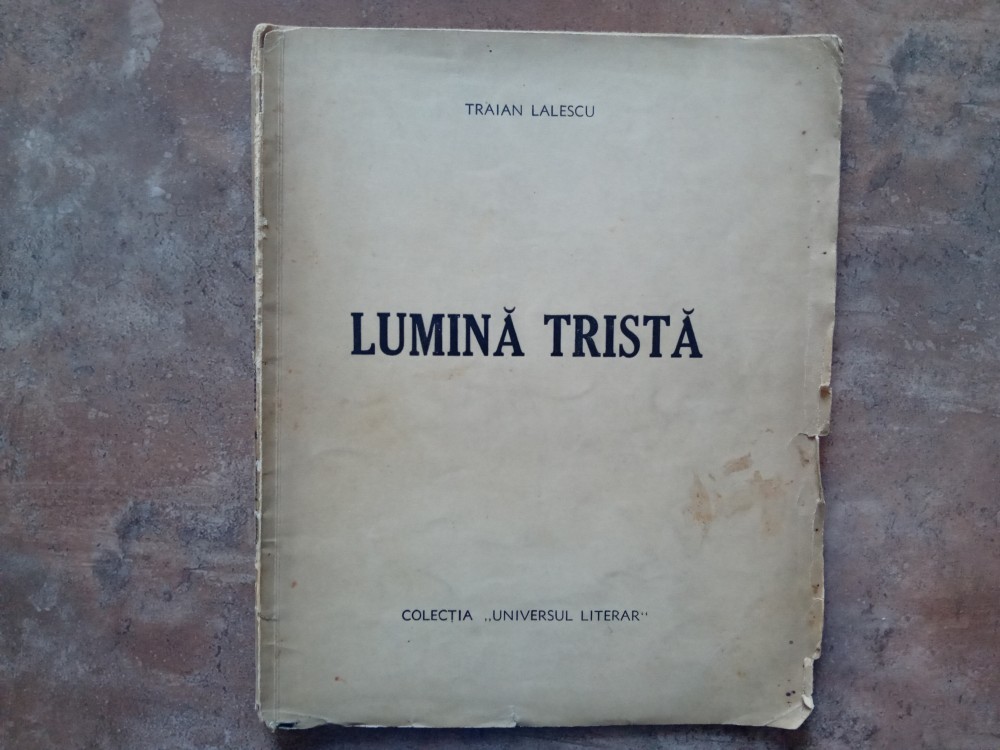 TRAIAN LALESCU
LUMINĂ TRISTĂ
COLECȚIA „UNIVERSUL LITERAR“